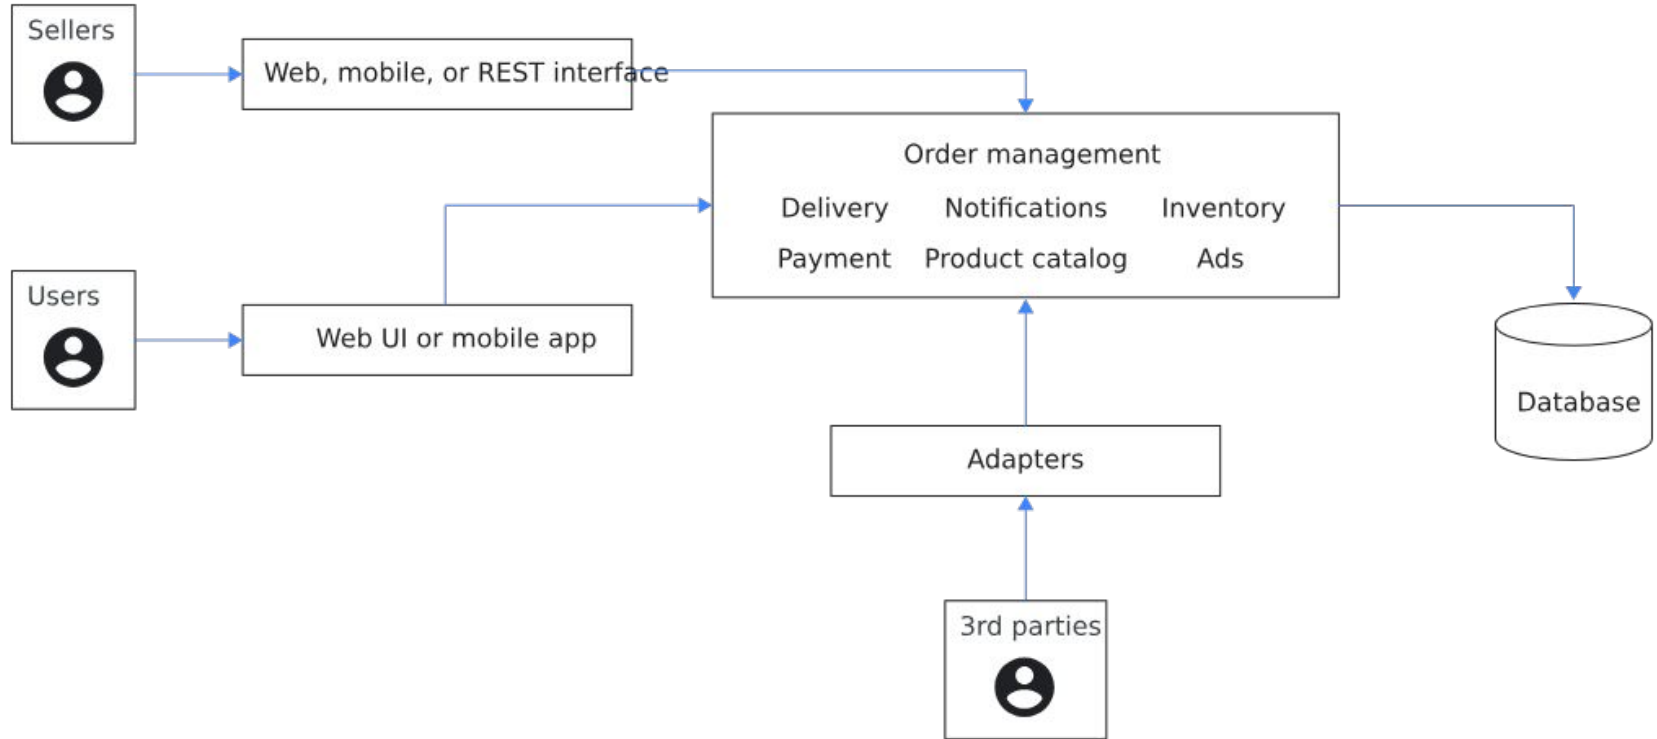 Sellers
Web, mobile, or REST interface
Order management
Delivery Notifications Inventory
Payment Product catalog Ads
Users
Web UI or mobile app
Database
Adapters
3rd parties